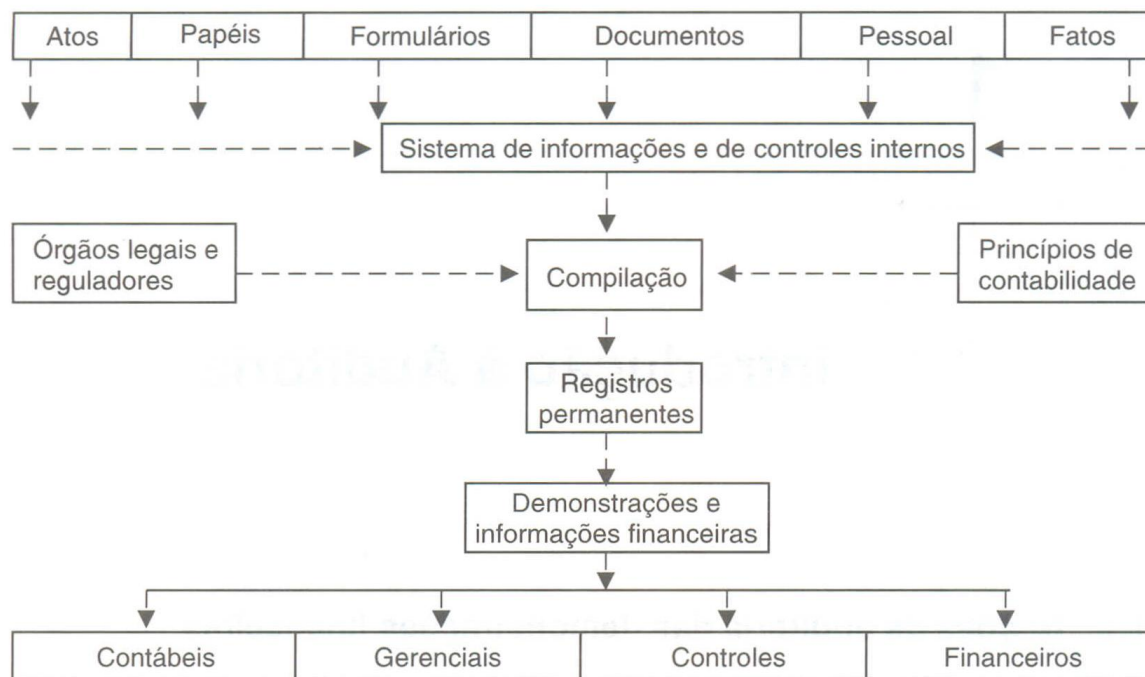 Atos Papéis Formulários Documentos Pessoal Fatos
Sistema de informações e de controles internos
Órgãos legais e
reguladores
Compilação
Princípios de
contabilidade
Registros
permanentes
Demonstrações e
informações financeiras
Contábeis Gerenciais Controles Financeiros